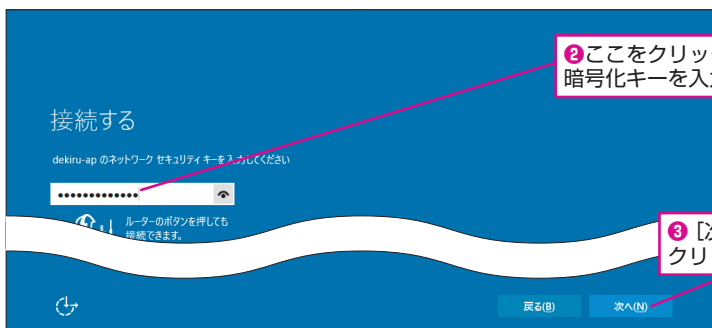 ❷ここをクリッ
暗号化キーを入
接続する
dekiru-ap のネットワーク セキュリティ キーを入力してください
•••••••••••••
ルーターのボタンを押しても
接続できます。
❸［次
クリ
戻る(B)
次へ(N)